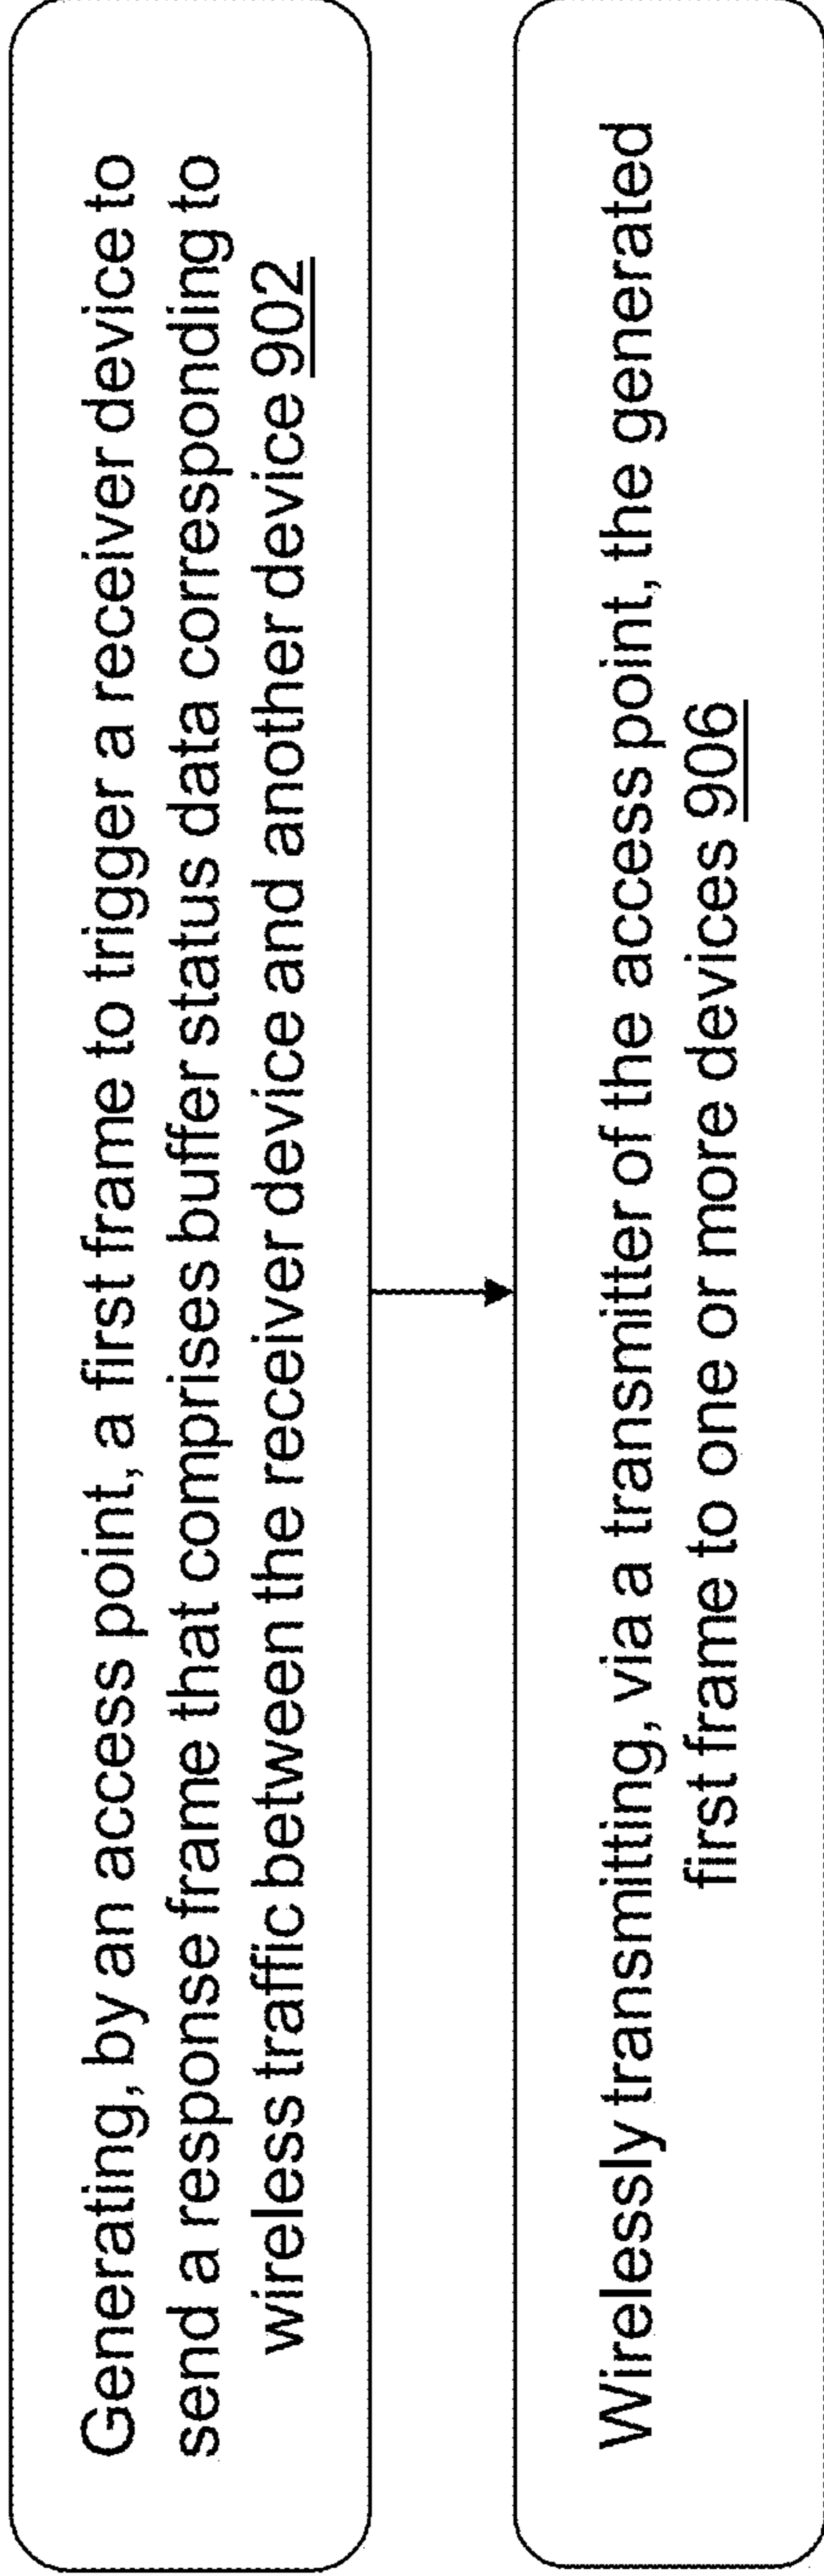 Generating, by an access point, a first frame to trigger a receiver device to
send a response frame that comprises buffer status data corresponding to
wireless traffic between the receiver device and another device 902
Wirelessly transmitting, via a transmitter of the access point, the generated
first frame to one or more devices 906